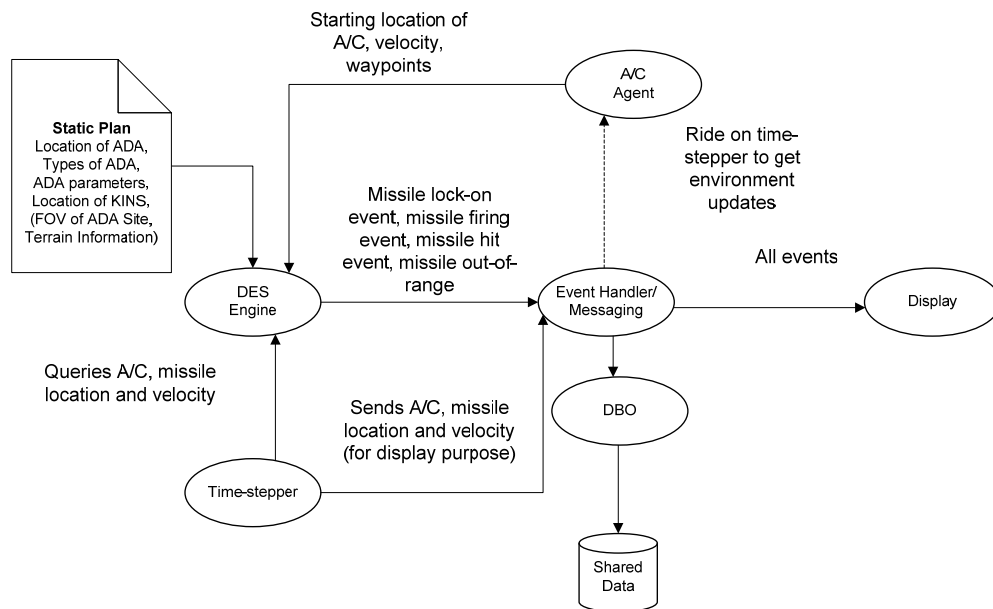 Starting location of
A/C, velocity,
waypoints
A/C
Agent
Static Plan
Location of ADA,
Types of ADA,
ADA parameters,
Location of KINS,
(FOV of ADA Site,
Terrain Information)
Ride on time-
stepper to get
environment
updates
Missile lock-on
event, missile firing
event, missile hit
event, missile out-of-
range
All events
DES
Engine
Event Handler/
Messaging
Display
Queries A/C, missile
location and velocity
Sends A/C, missile
location and velocity
(for display purpose)
DBO
Time-stepper
Shared
Data